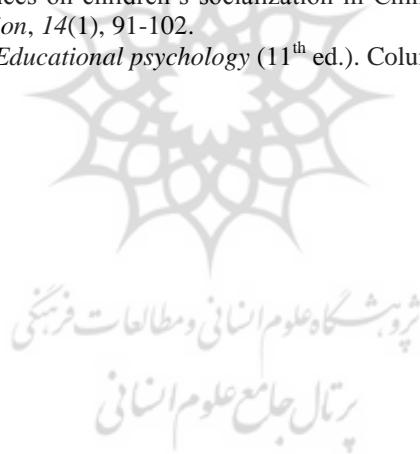 ces on children's socialization in Chin
on, 14(1), 91-102.
Educational psychology (11th ed.). Colu
پژوهشگاه علوم انسانی و مطالعات فرهنگی
پرتال جامع علوم انسانی